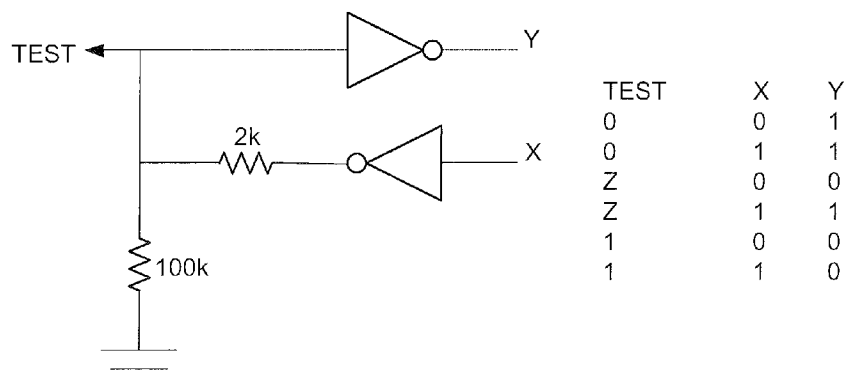 TEST
Y
2k
X
100k
TEST X Y
0 0 1
0 1 1
Z 0 0
Z 1 1
1 0 0
1 1 0